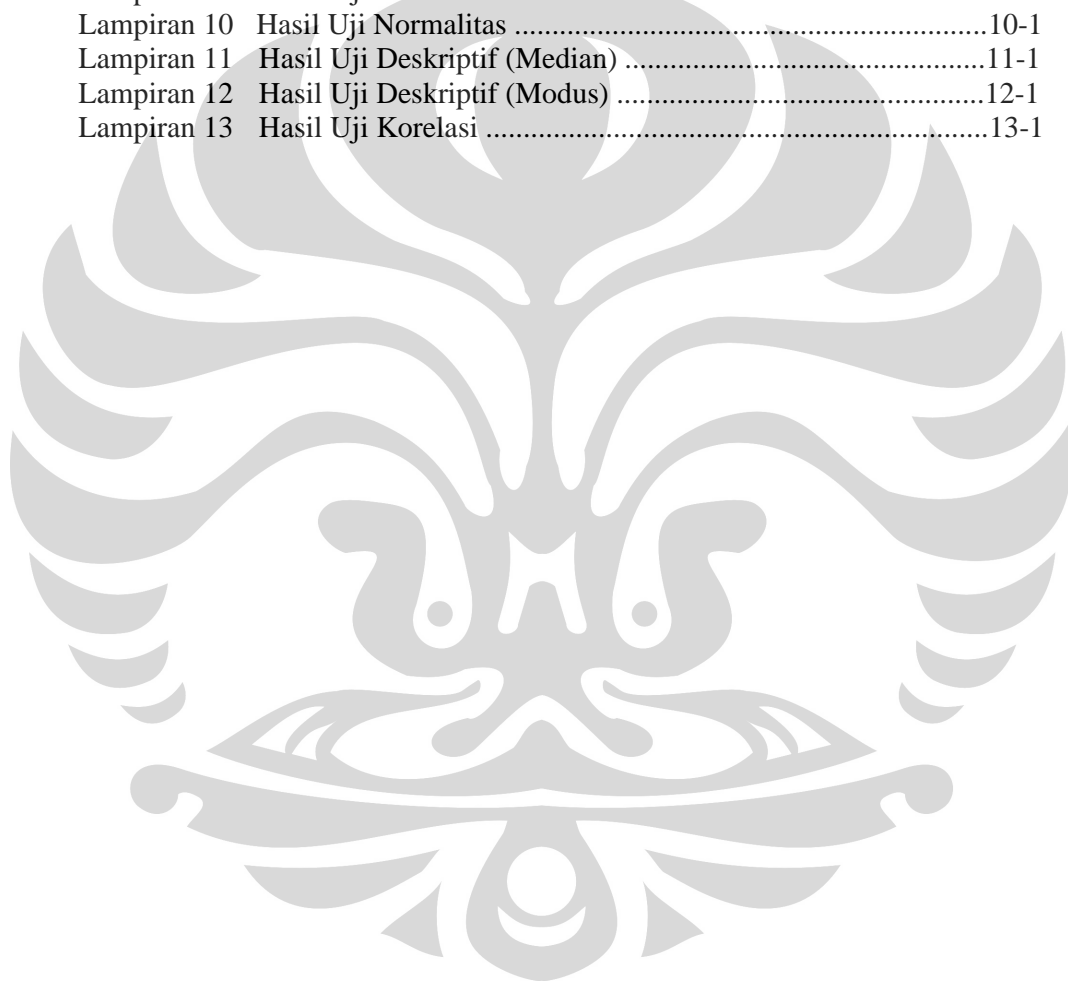 Lampiran 10 Hasil Uji Normalitas ...............................................................10-1
Lampiran 11 Hasil Uji Deskriptif (Median) ................................................11-1
Lampiran 12 Hasil Uji Deskriptif (Modus) .................................................12-1
Lampiran 13 Hasil Uji Korelasi ...................................................................13-1